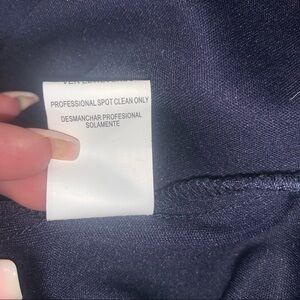 PROFESSIONAL SPOT CLEAN ONLY
DESMANCHAR PROFESIONAL
SOLAMENTE